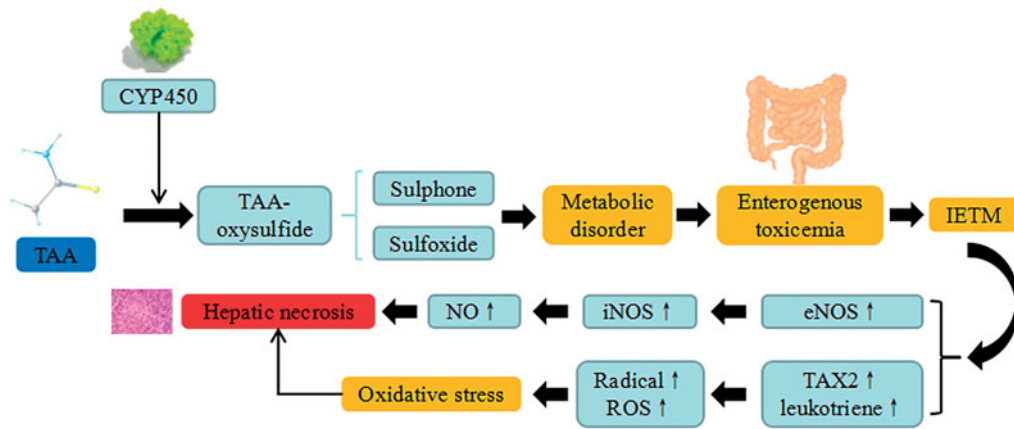 CYP450
TAA
TAA-
oxysulfide
Sulphone
Sulfoxide
Metabolic
disorder
Enterogenous
toxicemia
IETM
Hepatic necrosis
NO ↑
iNOS ↑
eNOS ↑
Oxidative stress
Radical ↑
ROS ↑
TAX2 ↑
leukotriene ↑